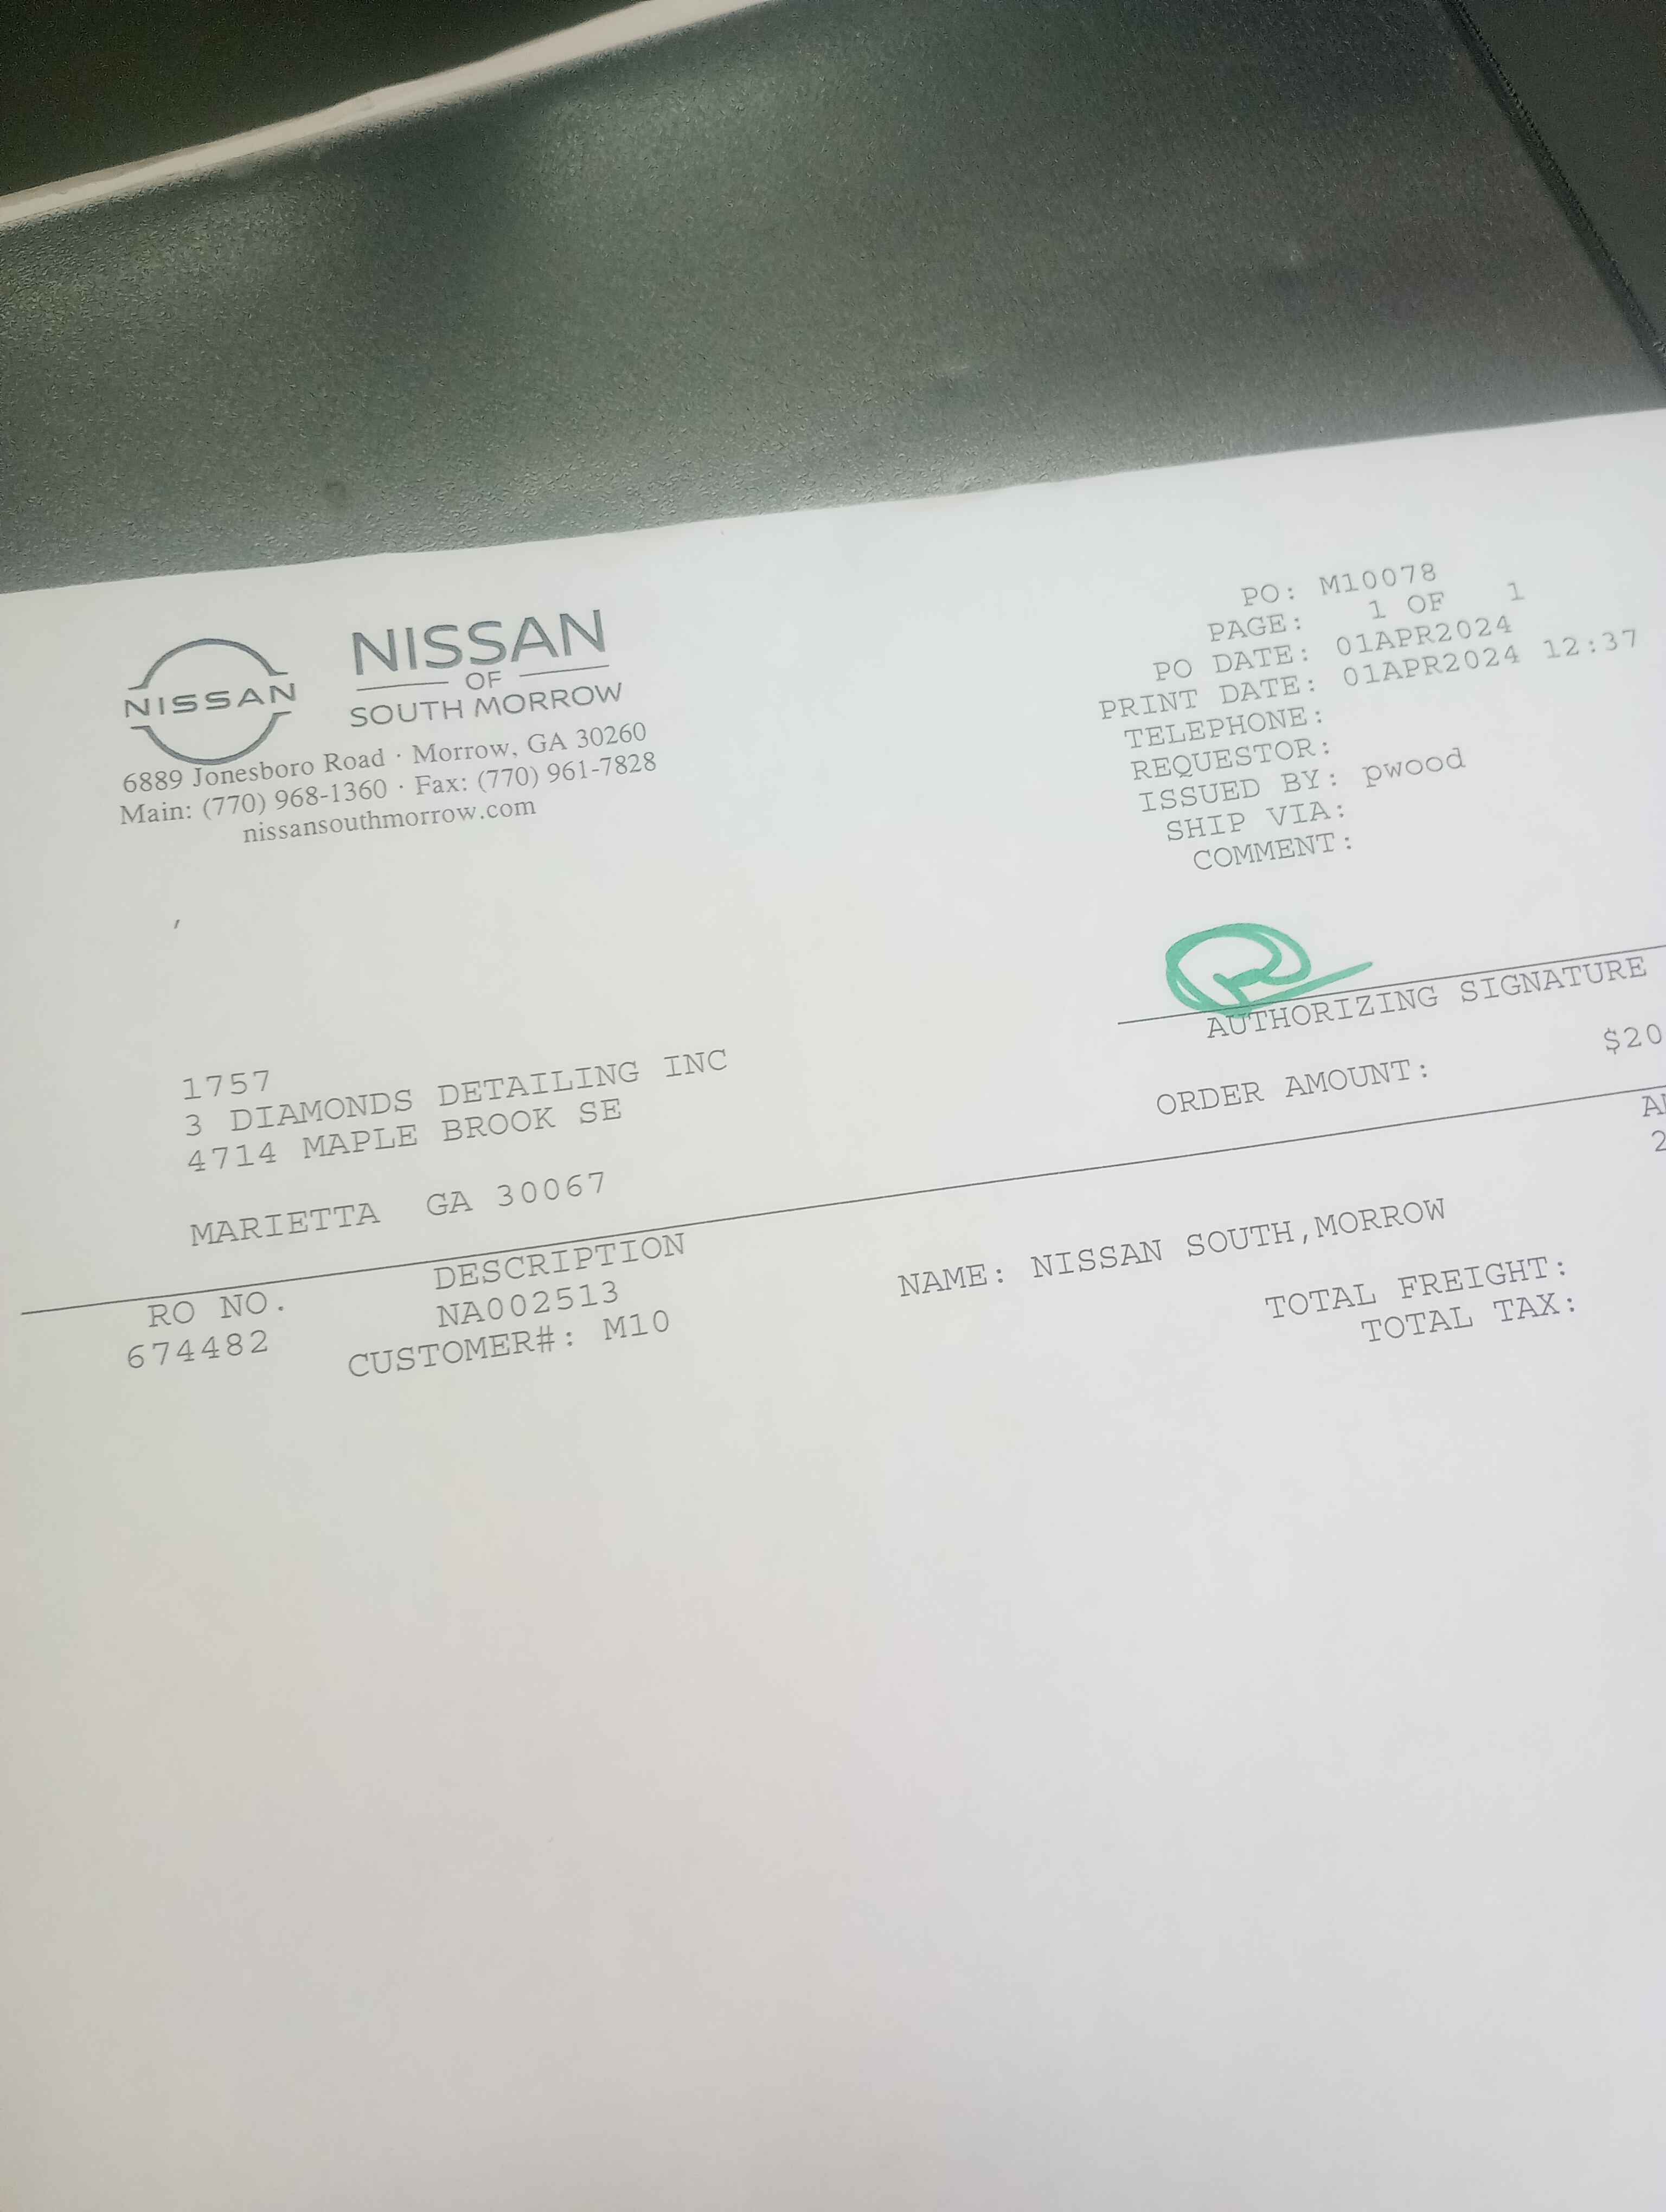 NISSAN
NISSAN
OF
SOUTH MORROW
6889 Jonesboro Road · Morrow, GA 30260
Main: (770) 968-1360 · Fax: (770) 961-7828
nissansouthmorrow.com
PO: M10078
PAGE: 1 OF 1
PO DATE: 01APR2024
PRINT DATE: 01APR2024 12:37
TELEPHONE:
REQUESTOR:
ISSUED BY: pwood
SHIP VIA:
COMMENT:
AUTHORIZING SIGNATURE
1757
3 DIAMONDS DETAILING INC
4714 MAPLE BROOK SE
MARIETTA GA 30067
ORDER AMOUNT: $20
RO NO. DESCRIPTION
674482 NA002513
CUSTOMER#: M10 NAME: NISSAN SOUTH,MORROW
TOTAL FREIGHT:
TOTAL TAX: